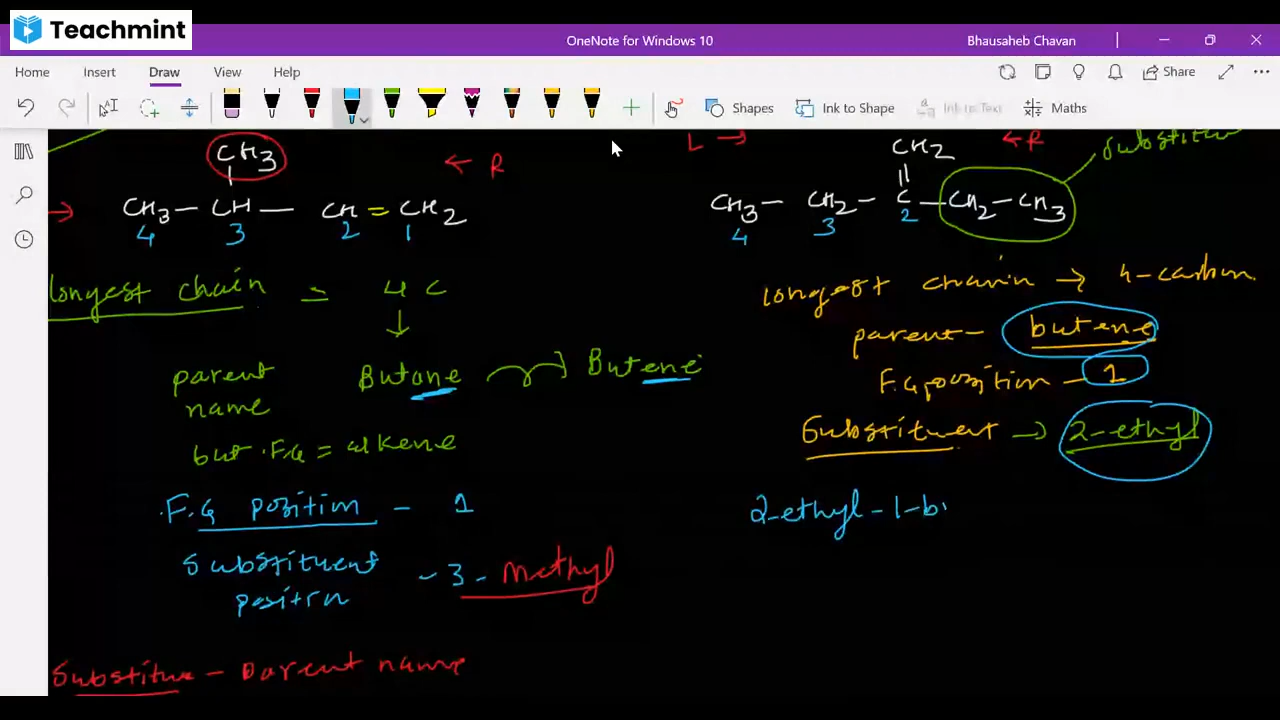 Teachmint
OneNote for Windows 10
Bhausaheb Chavan
Home Insert Draw View Help
Share
Shapes Ink to Shape Ink to Text Maths
CH3
← R
→ CH3 — CH — CH = CH2
4 3 2 1
longest chain = 4 C
↓
parent name Butane Butene
but .F.G = alkene
.F.G position - 1
Substituent position - 3 - Methyl
Substitue - Parent name
L →
← R
CH2
||
CH3 — CH2 — C — CH2 — CH3
4 3 2
longest chain → 4-carbon
parent - butene
F.G position - 1
Substituent → 2-ethyl
2-ethyl-1-b